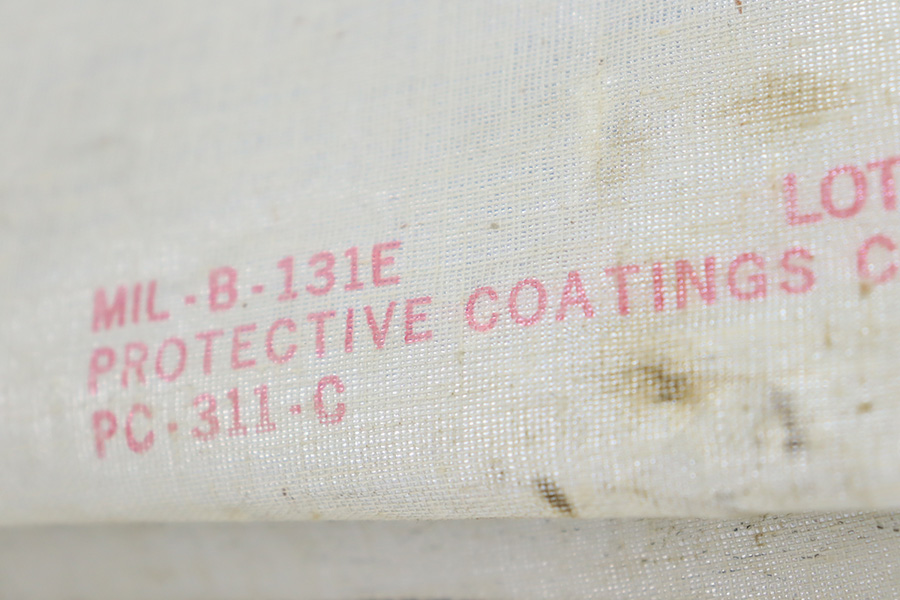 MIL-B-131E
LOT
PROTECTIVE COATINGS C
PC-311-C